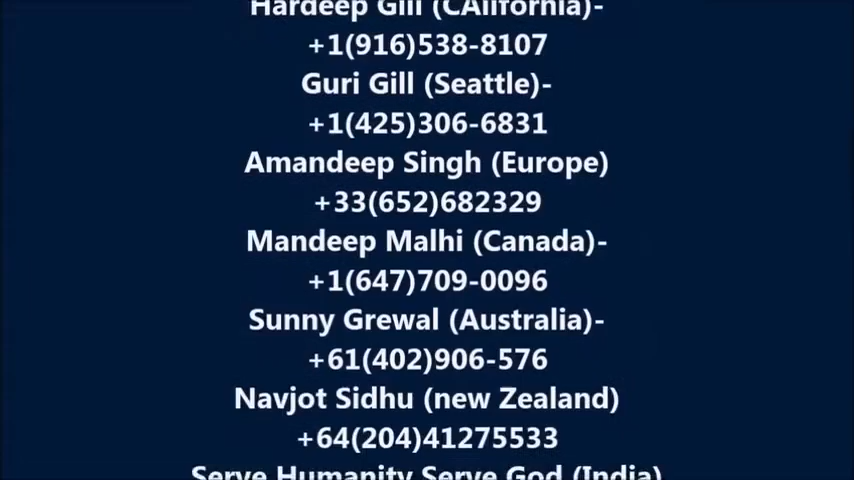 Hardeep Gill (CAlifornia)-
+1(916)538-8107
Guri Gill (Seattle)-
+1(425)306-6831
Amandeep Singh (Europe)
+33(652)682329
Mandeep Malhi (Canada)-
+1(647)709-0096
Sunny Grewal (Australia)-
+61(402)906-576
Navjot Sidhu (new Zealand)
+64(204)41275533
Serve Humanity Serve God (India)